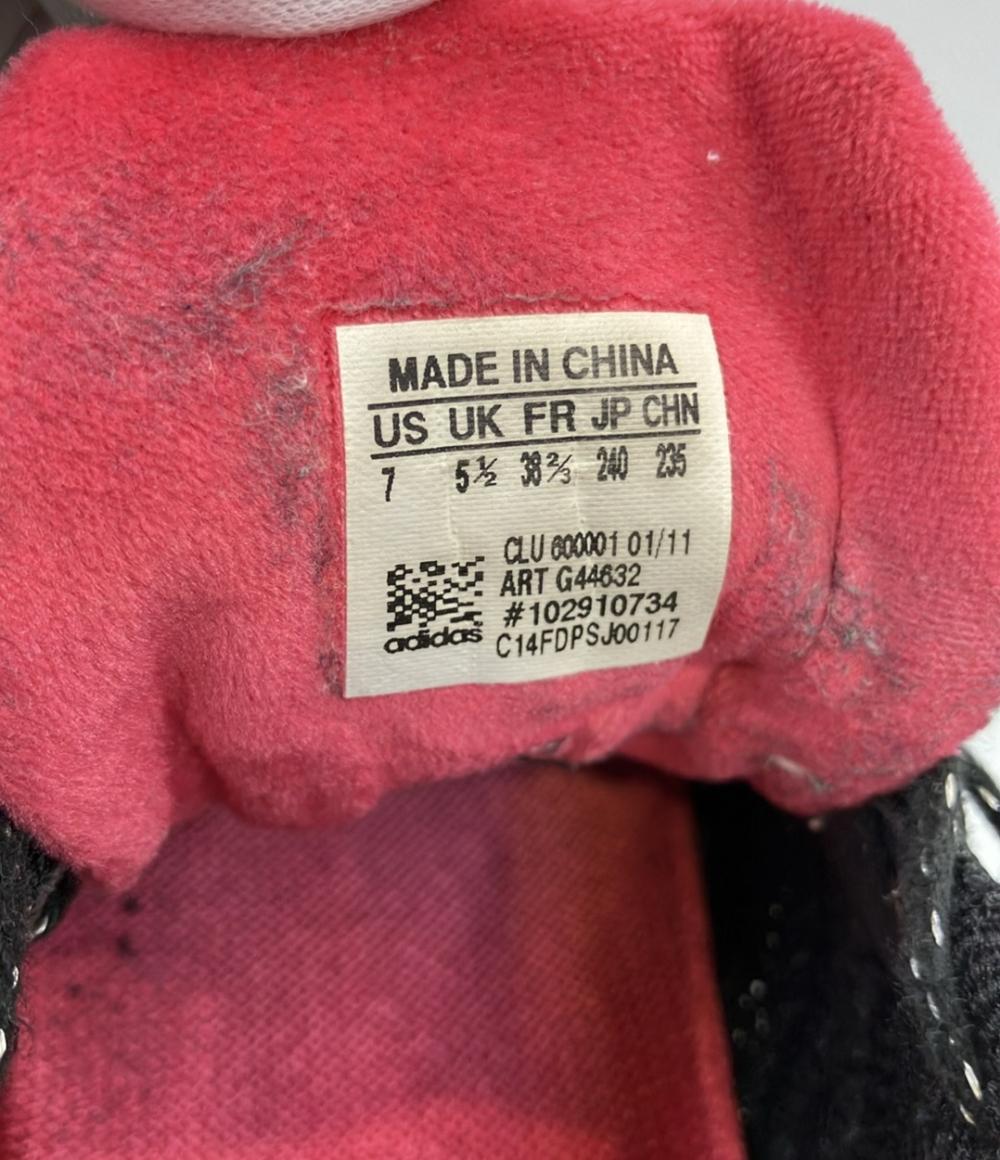 MADE IN CHINA
US UK FR JP CHN
7 5½ 38⅔ 240 235
CLU 600001 01/11
ART G44632
#102910734
adidas C14FDPSJ00117